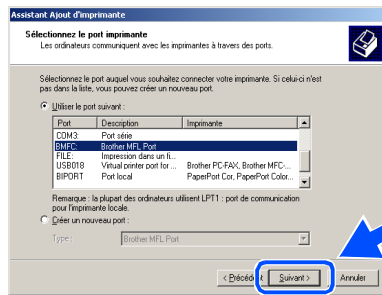 Assistant Ajout d'imprimante
Sélectionnez le port imprimante
Les ordinateurs communiquent avec les imprimantes à travers des ports.
Sélectionnez le port auquel vous souhaitez connecter votre imprimante. Si celui-ci n'est
pas dans la liste, vous pouvez créer un nouveau port.
Utiliser le port suivant :
Port Description Imprimante
COM3: Port série
BMFC: Brother MFL Port
FILE: Impression dans un fi...
USB018 Virtual printer port for ... Brother PC-FAX, Brother MFC-...
BIPORT Port local PaperPort Cor, PaperPort Color...
Remarque : la plupart des ordinateurs utilisent LPT1 : port de communication
pour l'imprimante locale.
Créer un nouveau port :
Type : Brother MFL Port
< Précédent Suivant > Annuler